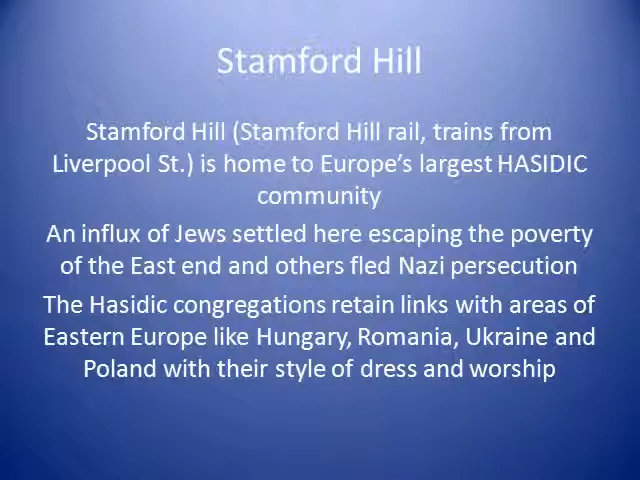 Stamford Hill
Stamford Hill (Stamford Hill rail, trains from
Liverpool St.) is home to Europe’s largest HASIDIC
community
An influx of Jews settled here escaping the poverty
of the East end and others fled Nazi persecution
The Hasidic congregations retain links with areas of
Eastern Europe like Hungary, Romania, Ukraine and
Poland with their style of dress and worship